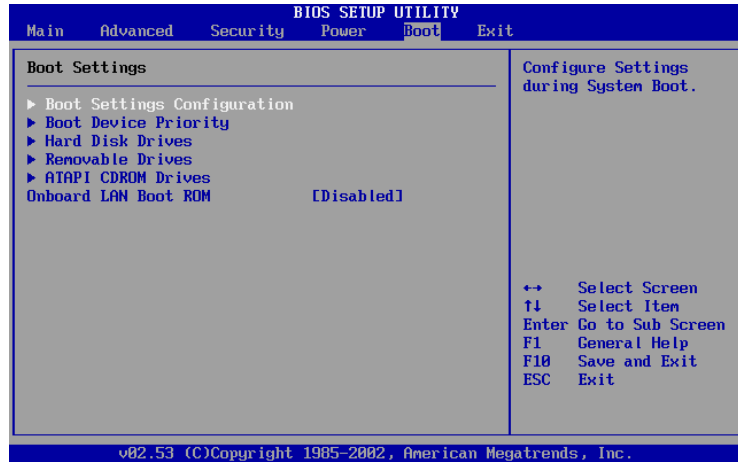 BIOS SETUP UTILITY
Main Advanced Security Power Boot Exit
Boot Settings
▶ Boot Settings Configuration
▶ Boot Device Priority
▶ Hard Disk Drives
▶ Removable Drives
▶ ATAPI CDROM Drives
Onboard LAN Boot ROM [Disabled]
Configure Settings
during System Boot.
←→ Select Screen
↑↓ Select Item
Enter Go to Sub Screen
F1 General Help
F10 Save and Exit
ESC Exit
v02.53 (C)Copyright 1985-2002, American Megatrends, Inc.